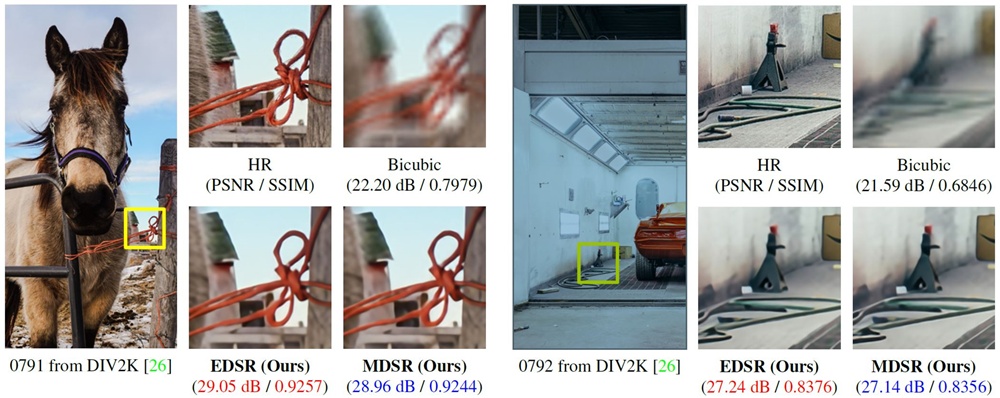 HR
(PSNR / SSIM)
Bicubic
(22.20 dB / 0.7979)
0791 from DIV2K [26]
EDSR (Ours)
(29.05 dB / 0.9257)
MDSR (Ours)
(28.96 dB / 0.9244)
HR
(PSNR / SSIM)
Bicubic
(21.59 dB / 0.6846)
0792 from DIV2K [26]
EDSR (Ours)
(27.24 dB / 0.8376)
MDSR (Ours)
(27.14 dB / 0.8356)